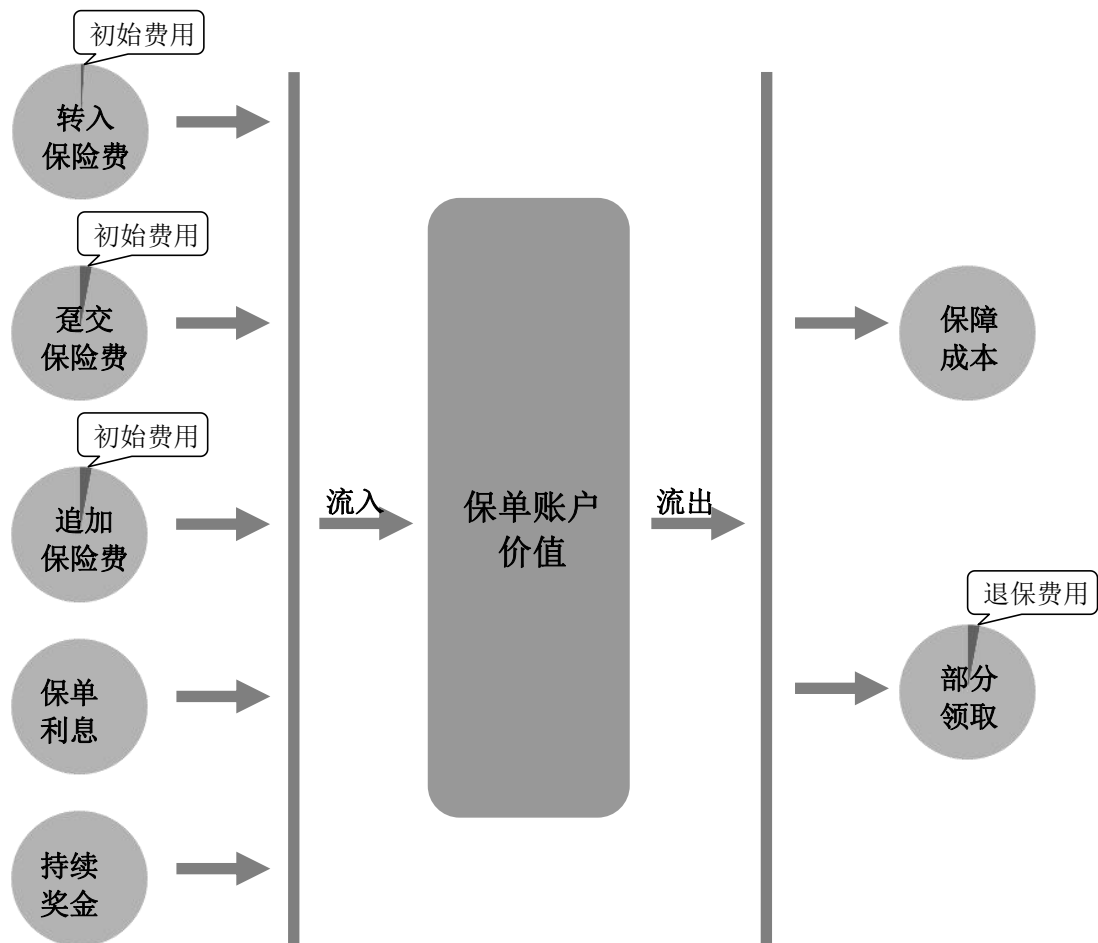 初始费用
转入
保险费
初始费用
趸交
保险费
初始费用
追加
保险费
保单
利息
持续
奖金
流入
保单账户
价值
流出
保障
成本
退保费用
部分
领取